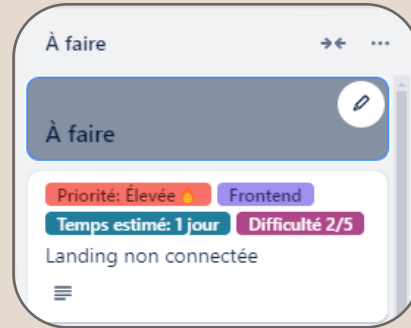 À faire
À faire
Priorité: Élevée 🔥 Frontend
Temps estimé: 1 jour Difficulté 2/5
Landing non connectée